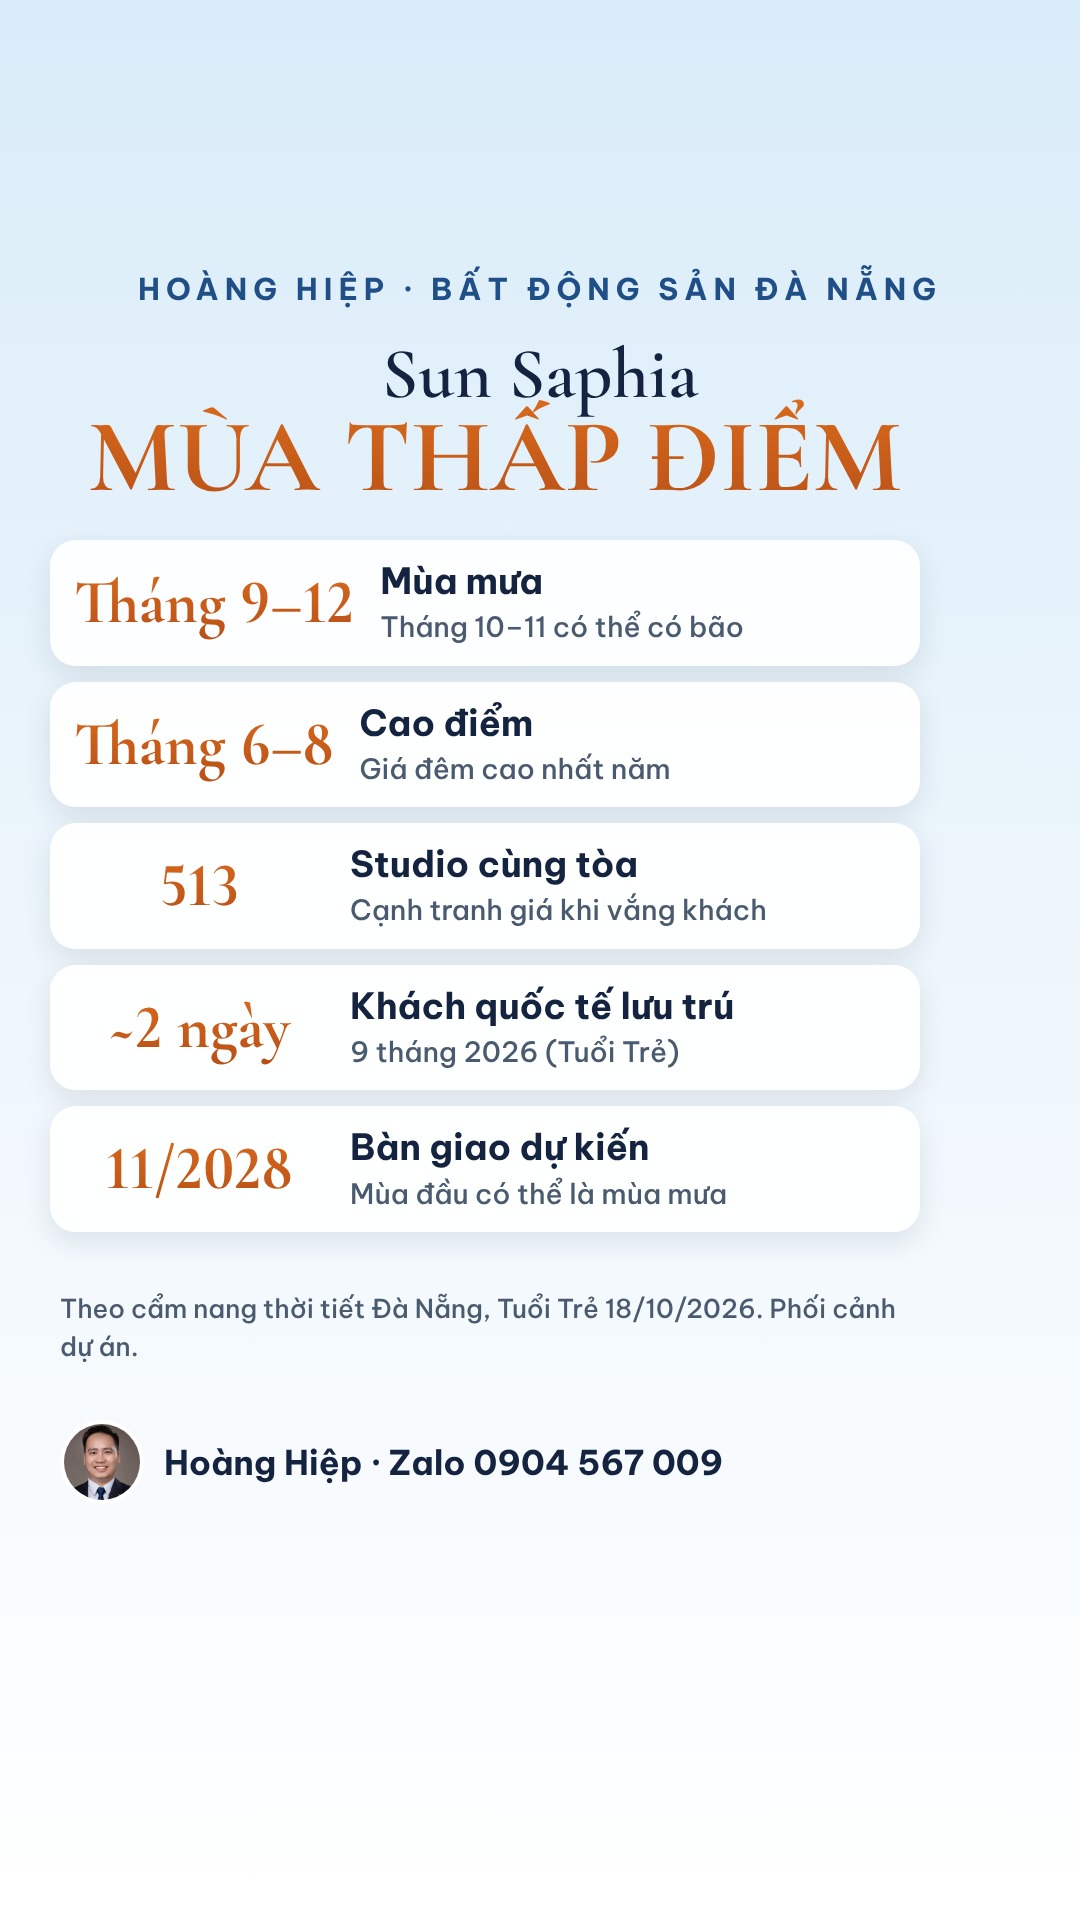 HOÀNG HIỆP · BẤT ĐỘNG SẢN ĐÀ NẴNG
Sun Saphia
MÙA THẤP ĐIỂM
Tháng 9–12
Mùa mưa
Tháng 10–11 có thể có bão
Tháng 6–8
Cao điểm
Giá đêm cao nhất năm
513
Studio cùng tòa
Cạnh tranh giá khi vắng khách
~2 ngày
Khách quốc tế lưu trú
9 tháng 2026 (Tuổi Trẻ)
11/2028
Bàn giao dự kiến
Mùa đầu có thể là mùa mưa
Theo cẩm nang thời tiết Đà Nẵng, Tuổi Trẻ 18/10/2026. Phối cảnh
dự án.
Hoàng Hiệp · Zalo 0904 567 009